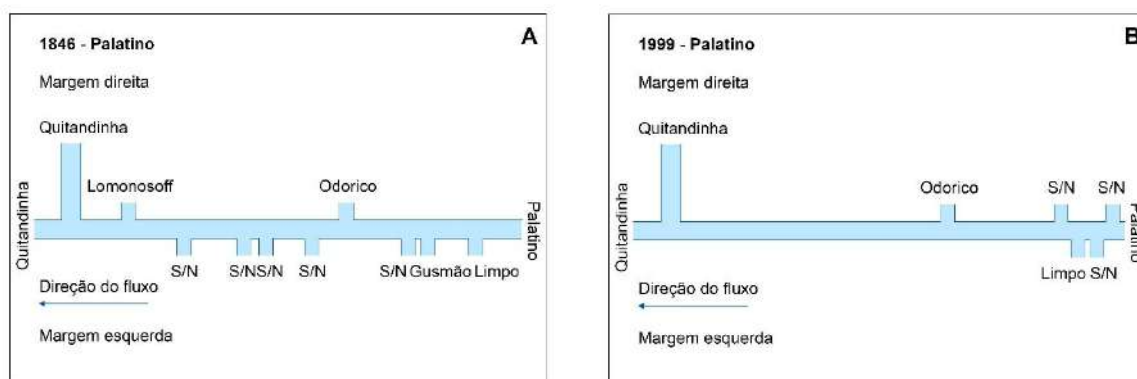 1846 - Palatino
A
Margem direita
Quitandinha
Lomonosoff
Odorico
Quitandinha
Palatino
S/N
S/N
S/N
S/N
S/N
Gusmão
Limpo
Direção do fluxo
Margem esquerda
1999 - Palatino
B
Margem direita
Quitandinha
Odorico
S/N
S/N
Quitandinha
Palatino
Limpo
S/N
Direção do fluxo
Margem esquerda